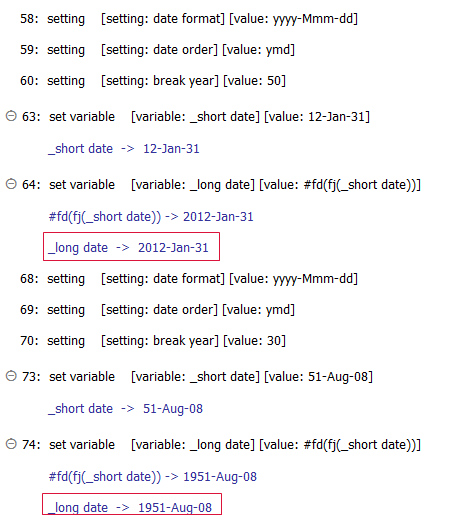 58: setting [setting: date format] [value: yyyy-Mmm-dd]
59: setting [setting: date order] [value: ymd]
60: setting [setting: break year] [value: 50]
63: set variable [variable: _short date] [value: 12-Jan-31]
_short date -> 12-Jan-31
64: set variable [variable: _long date] [value: #fd(fj(_short date))]
#fd(fj(_short date)) -> 2012-Jan-31
_long date -> 2012-Jan-31
68: setting [setting: date format] [value: yyyy-Mmm-dd]
69: setting [setting: date order] [value: ymd]
70: setting [setting: break year] [value: 30]
73: set variable [variable: _short date] [value: 51-Aug-08]
_short date -> 51-Aug-08
74: set variable [variable: _long date] [value: #fd(fj(_short date))]
#fd(fj(_short date)) -> 1951-Aug-08
_long date -> 1951-Aug-08